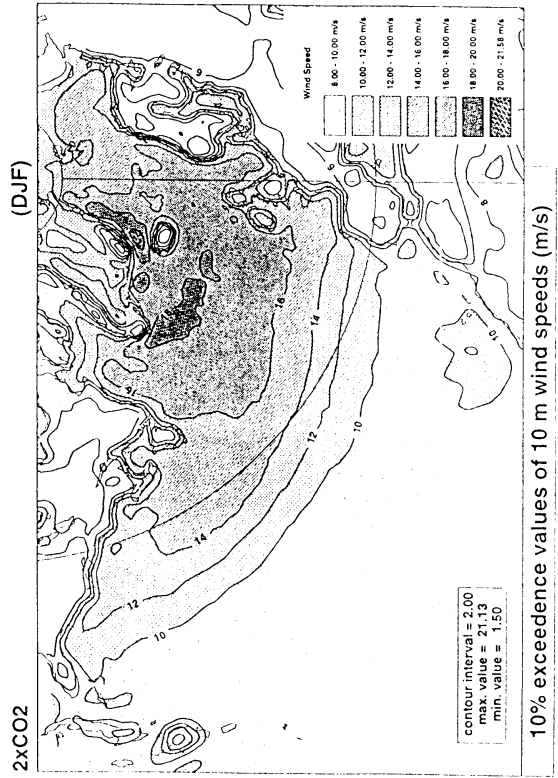 2xCO2
(DJF)
Wind Speed
8.00 - 10.00 m/s
10.00 - 12.00 m/s
12.00 - 14.00 m/s
14.00 - 16.00 m/s
16.00 - 18.00 m/s
18.00 - 20.00 m/s
20.00 - 21.58 m/s
16
14
14
12
10
14
12
10
10
contour interval = 2.00
max. value = 21.13
min. value = 1.50
10% exceedence values of 10 m wind speeds (m/s)